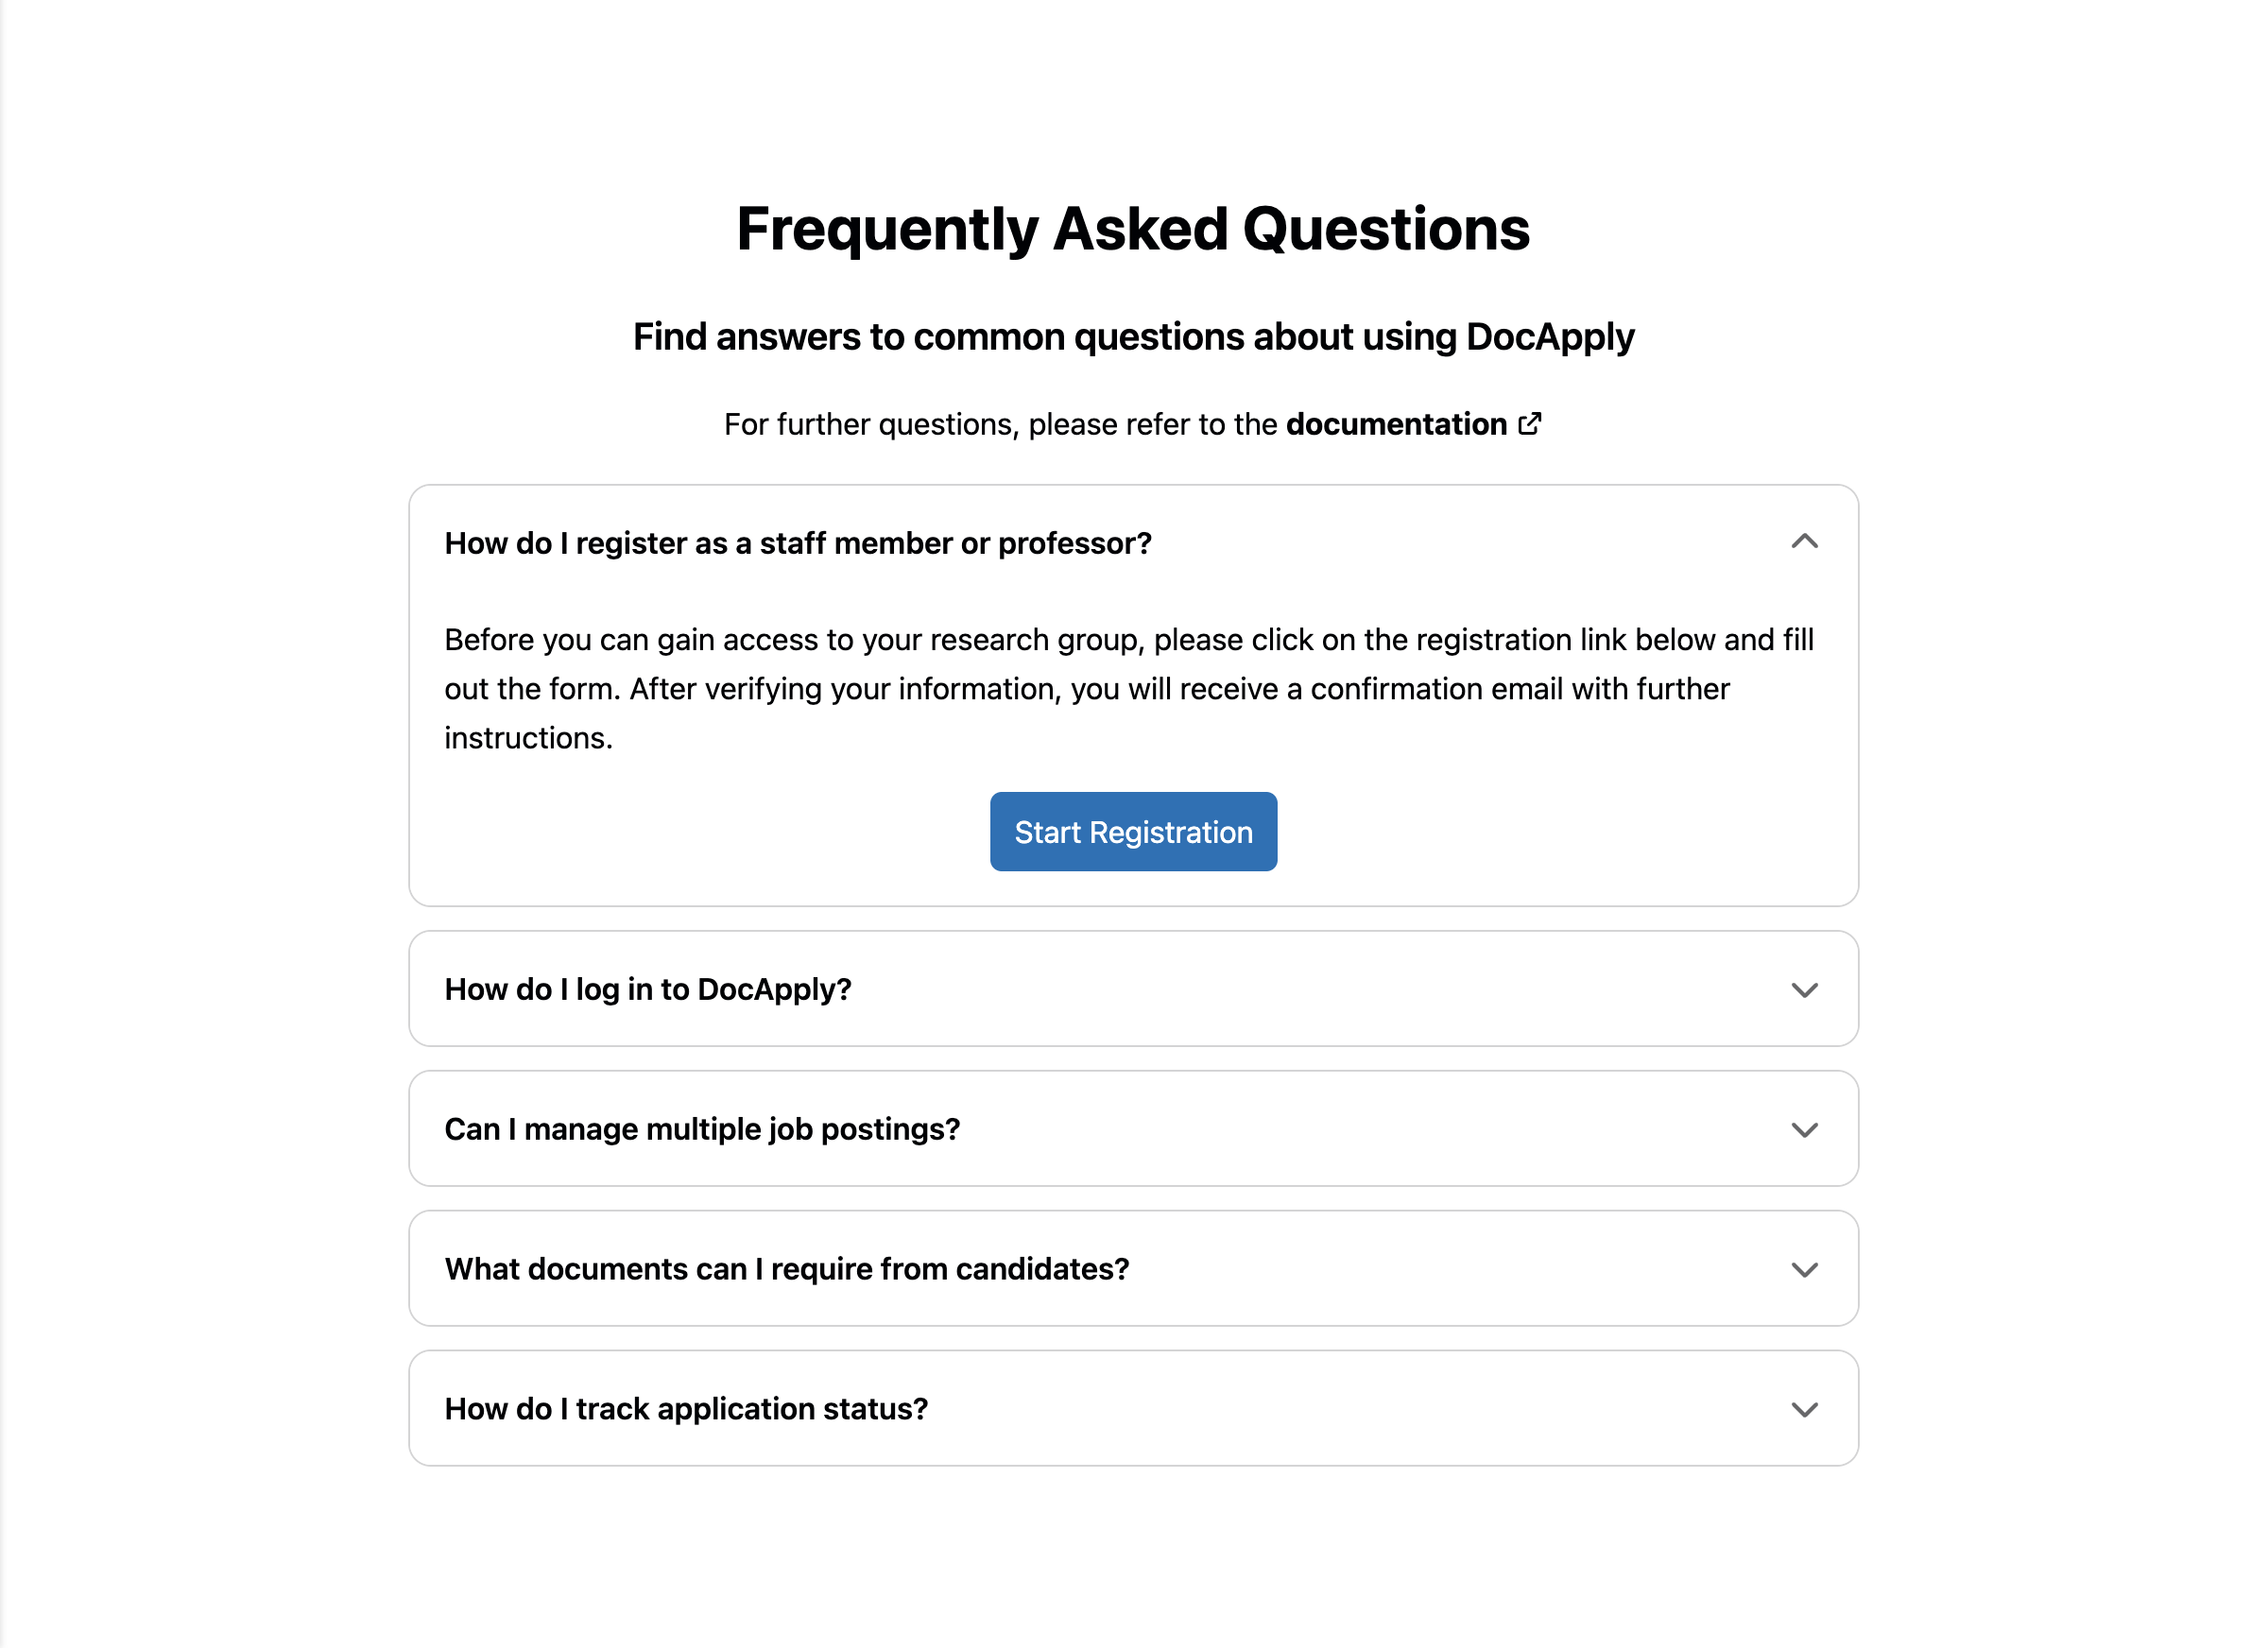 Frequently Asked Questions
Find answers to common questions about using DocApply
For further questions, please refer to the documentation
How do I register as a staff member or professor?
Before you can gain access to your research group, please click on the registration link below and fill
out the form. After verifying your information, you will receive a confirmation email with further
instructions.
Start Registration
How do I log in to DocApply?
Can I manage multiple job postings?
What documents can I require from candidates?
How do I track application status?